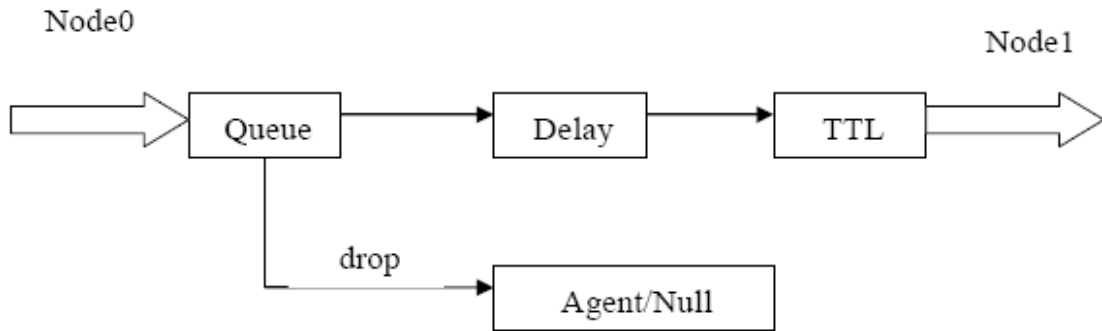 Node0
Node1
Queue
Delay
TTL
drop
Agent/Null